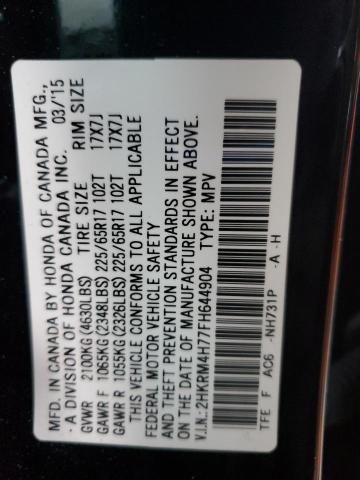 MFD. IN CANADA BY HONDA OF CANADA MFG.,
- A DIVISION OF HONDA CANADA INC. 03/'15
GVWR 2100KG(4630LBS) TIRE SIZE RIM SIZE
GAWR F 1065KG(2348LBS) 225/65R17 102T 17X7J
GAWR R 1055KG(2326LBS) 225/65R17 102T 17X7J
THIS VEHICLE CONFORMS TO ALL APPLICABLE
FEDERAL MOTOR VEHICLE SAFETY
AND THEFT PREVENTION STANDARDS IN EFFECT
ON THE DATE OF MANUFACTURE SHOWN ABOVE.
V.I.N.:2HKRM4H77FH644904 TYPE: MPV
TFE F AC6 -NH731P -A -H